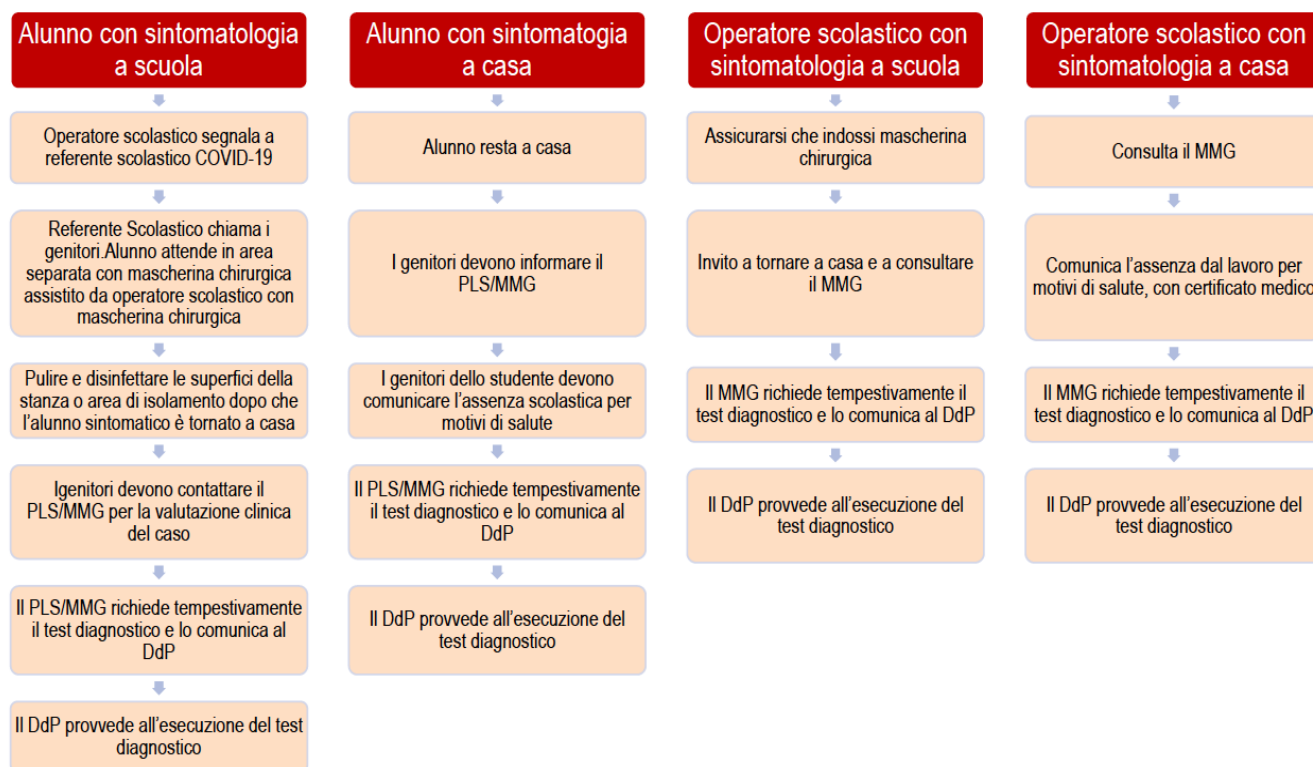 Alunno con sintomatologia
a scuola
Operatore scolastico segnala a
referente scolastico COVID-19
Referente Scolastico chiama i
genitori.Alunno attende in area
separata con mascherina chirurgica
assistito da operatore scolastico con
mascherina chirurgica
Pulire e disinfettare le superfici della
stanza o area di isolamento dopo che
l'alunno sintomatico è tornato a casa
Igenitori devono contattare il
PLS/MMG per la valutazione clinica
del caso
Il PLS/MMG richiede tempestivamente
il test diagnostico e lo comunica al
DdP
Il DdP provvede all'esecuzione del test
diagnostico
Alunno con sintomatogia
a casa
Alunno resta a casa
I genitori devono informare il
PLS/MMG
I genitori dello studente devono
comunicare l'assenza scolastica per
motivi di salute
Il PLS/MMG richiede tempestivamente
il test diagnostico e lo comunica al
DdP
Il DdP provvede all'esecuzione del
test diagnostico
Operatore scolastico con
sintomatologia a scuola
Assicurarsi che indossi mascherina
chirurgica
Invito a tornare a casa e a consultare
il MMG
Il MMG richiede tempestivamente il
test diagnostico e lo comunica al DdP
Il DdP provvede all'esecuzione del
test diagnostico
Operatore scolastico con
sintomatologia a casa
Consulta il MMG
Comunica l'assenza dal lavoro per
motivi di salute, con certificato medico
Il MMG richiede tempestivamente il
test diagnostico e lo comunica al DdP
Il DdP provvede all'esecuzione del
test diagnostico